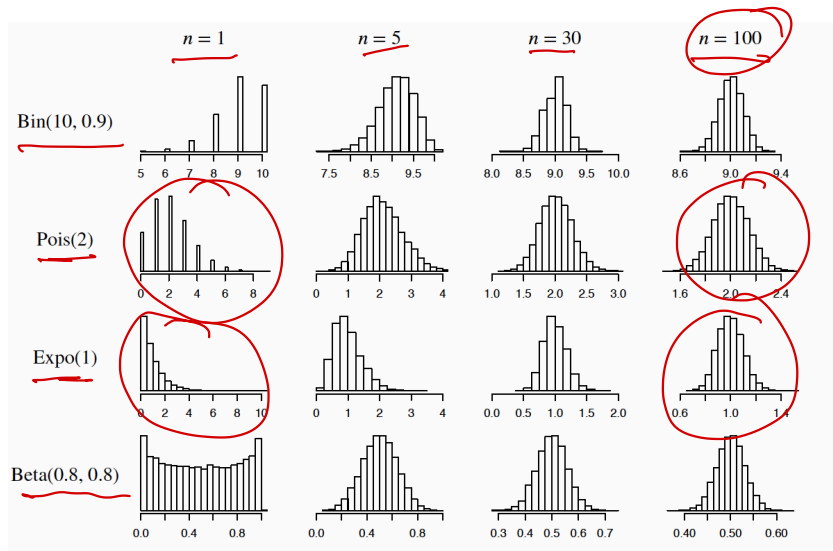 n = 1 n = 5 n = 30 n = 100
Bin(10, 0.9)
5 6 7 8 9 10 7.5 8.5 9.5 8.0 8.5 9.0 9.5 10.0 8.6 9.0 9.4
Pois(2)
0 2 4 6 8 0 1 2 3 4 1.0 1.5 2.0 2.5 3.0 1.6 2.0 2.4
Expo(1)
0 2 4 6 8 10 0 1 2 3 4 0.0 0.5 1.0 1.5 2.0 0.6 1.0 1.4
Beta(0.8, 0.8)
0.0 0.4 0.8 0.0 0.4 0.8 0.3 0.4 0.5 0.6 0.7 0.40 0.50 0.60